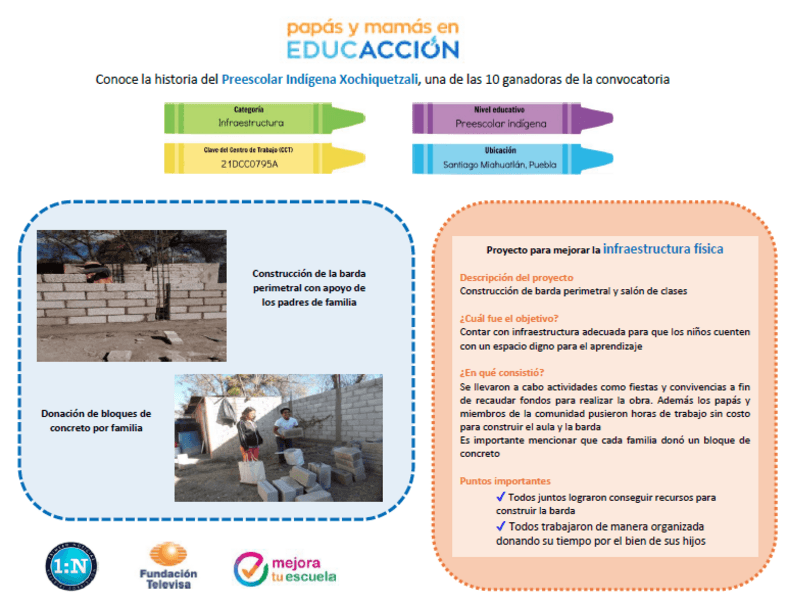 papás y mamás en
EDUCACCIÓN
Conoce la historia del Preescolar Indígena Xochiquetzali, una de las 10 ganadoras de la convocatoria
Categoría
Infraestructura
Nivel educativo
Preescolar indígena
Clave del Centro de Trabajo (CCT)
21DCC0795A
Ubicación
Santiago Miahuatlán, Puebla
Construcción de la barda
perimetral con apoyo de
los padres de familia
Donación de bloques de
concreto por familia
Proyecto para mejorar la infraestructura física
Descripción del proyecto
Construcción de barda perimetral y salón de clases
¿Cuál fue el objetivo?
Contar con infraestructura adecuada para que los niños cuenten
con un espacio digno para el aprendizaje
¿En qué consistió?
Se llevaron a cabo actividades como fiestas y convivencias a fin
de recaudar fondos para realizar la obra. Además los papás y
miembros de la comunidad pusieron horas de trabajo sin costo
para construir el aula y la barda
Es importante mencionar que cada familia donó un bloque de
concreto
Puntos importantes
✓ Todos juntos lograron conseguir recursos para
construir la barda
✓ Todos trabajaron de manera organizada
donando su tiempo por el bien de sus hijos
1:N
Fundación
Televisa
mejora
tu escuela